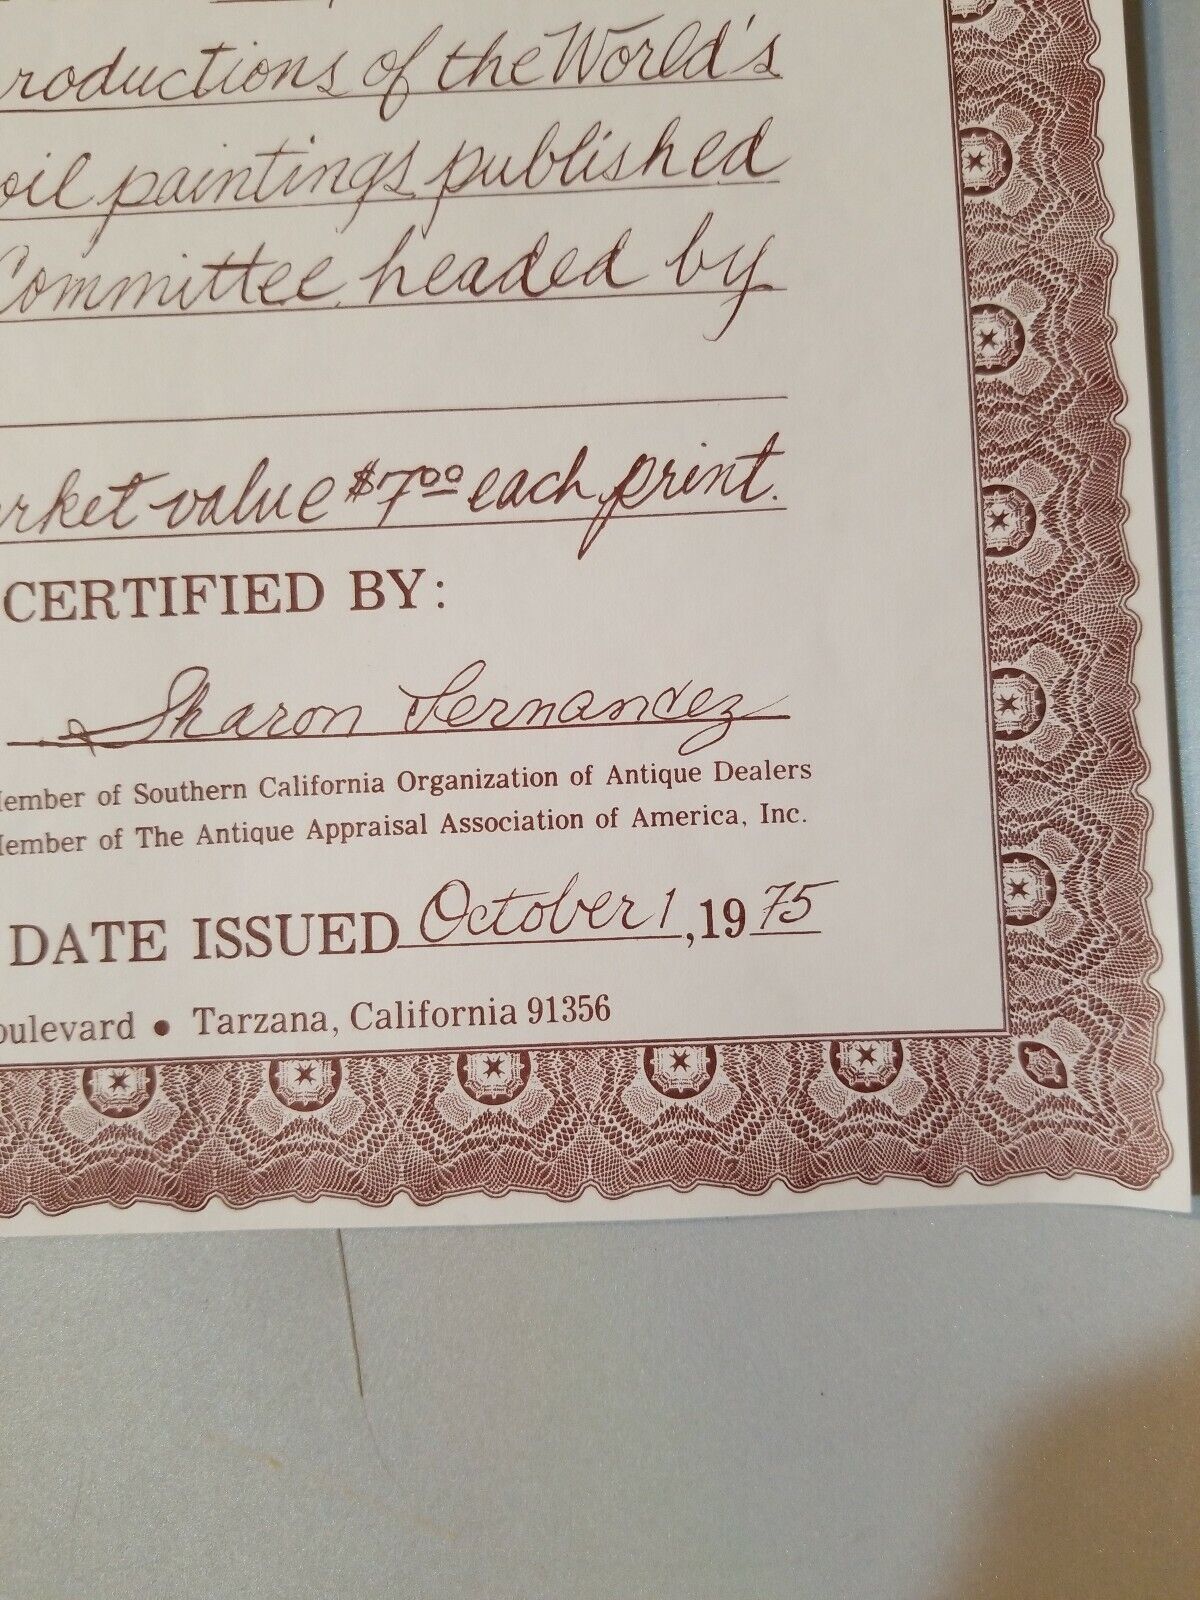 roductions of the World's
oil paintings published
Committee headed by
rket value $7.00 each print.
CERTIFIED BY:
Sharon Fernandez
Member of Southern California Organization of Antique Dealers
Member of The Antique Appraisal Association of America, Inc.
DATE ISSUED October 1, 1975
oulevard • Tarzana, California 91356